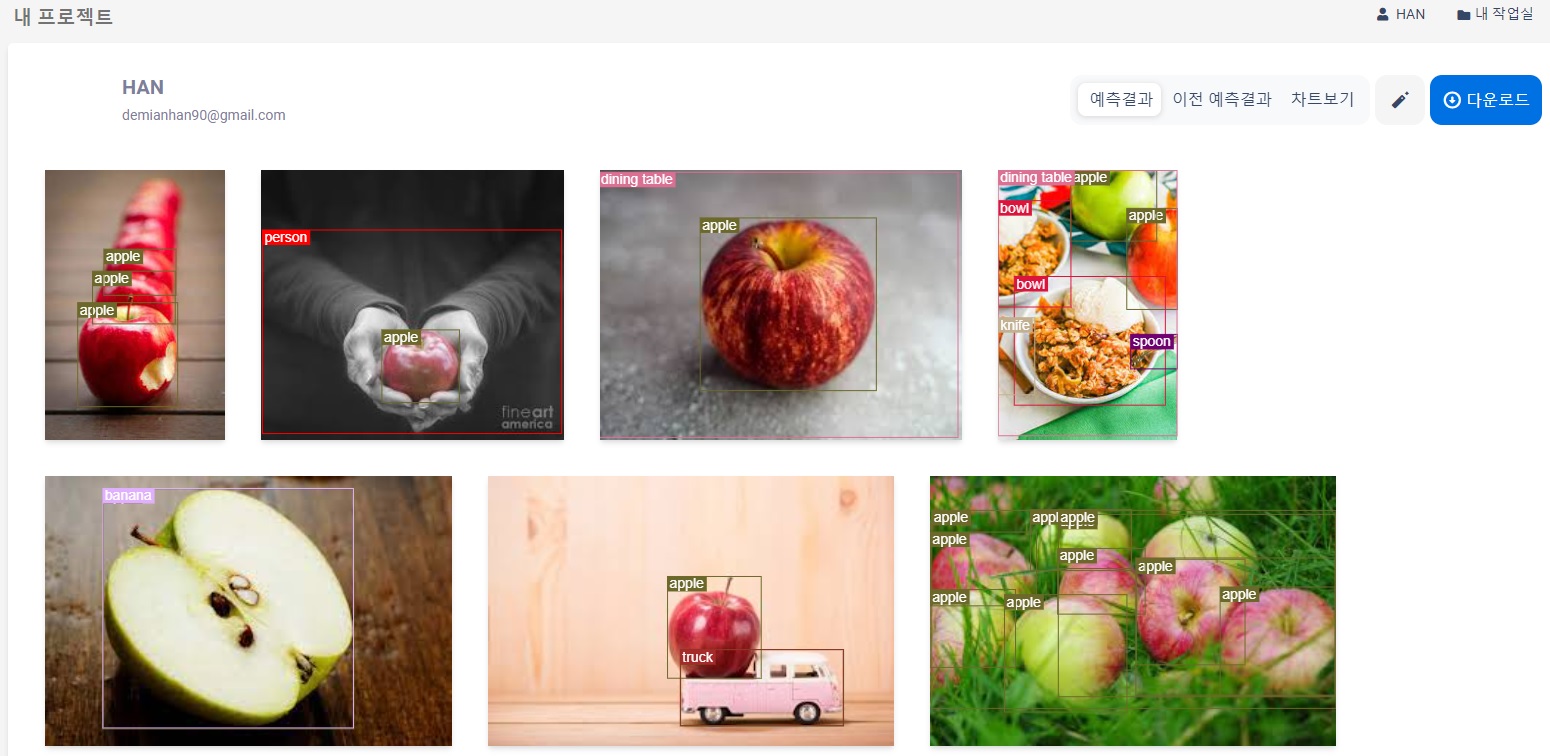 내 프로젝트
HAN
내 작업실
HAN
demianhan90@gmail.com
예측결과
이전 예측결과
차트보기
다운로드
apple
apple
apple
person
apple
fineart
america
dining table
apple
dining table
apple
bowl
apple
bowl
knife
spoon
banana
apple
truck
apple
apple
apple
apple
apple
apple
apple
apple
apple